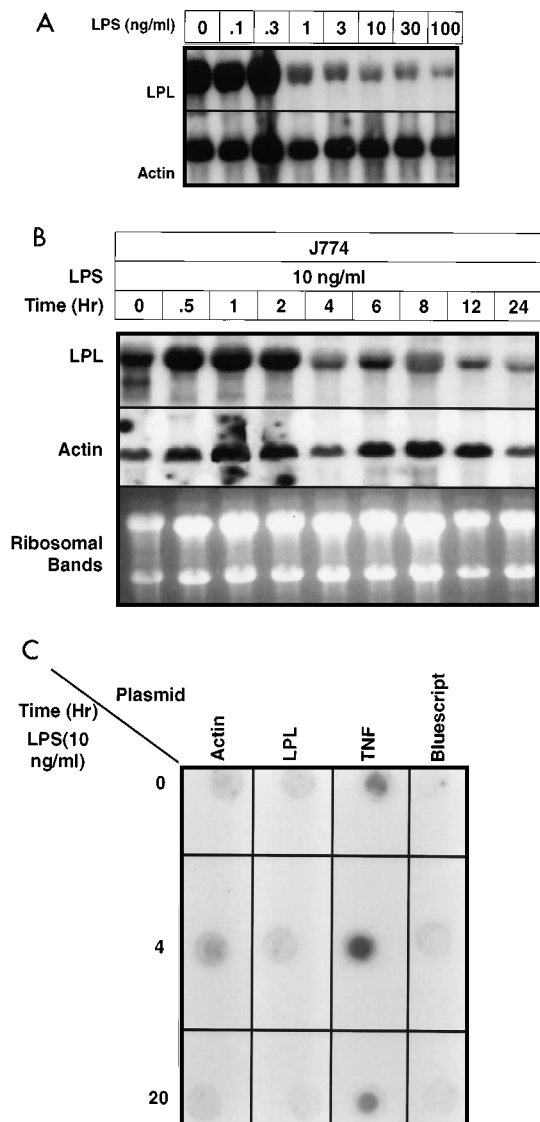 A
LPS (ng/ml) 0 .1 .3 1 3 10 30 100
LPL
Actin
B
J774
LPS 10 ng/ml
Time (Hr) 0 .5 1 2 4 6 8 12 24
LPL
Actin
Ribosomal
Bands
C
Plasmid
Time (Hr)
LPS(10
ng/ml)
Actin LPL TNF Bluescript
0
4
20